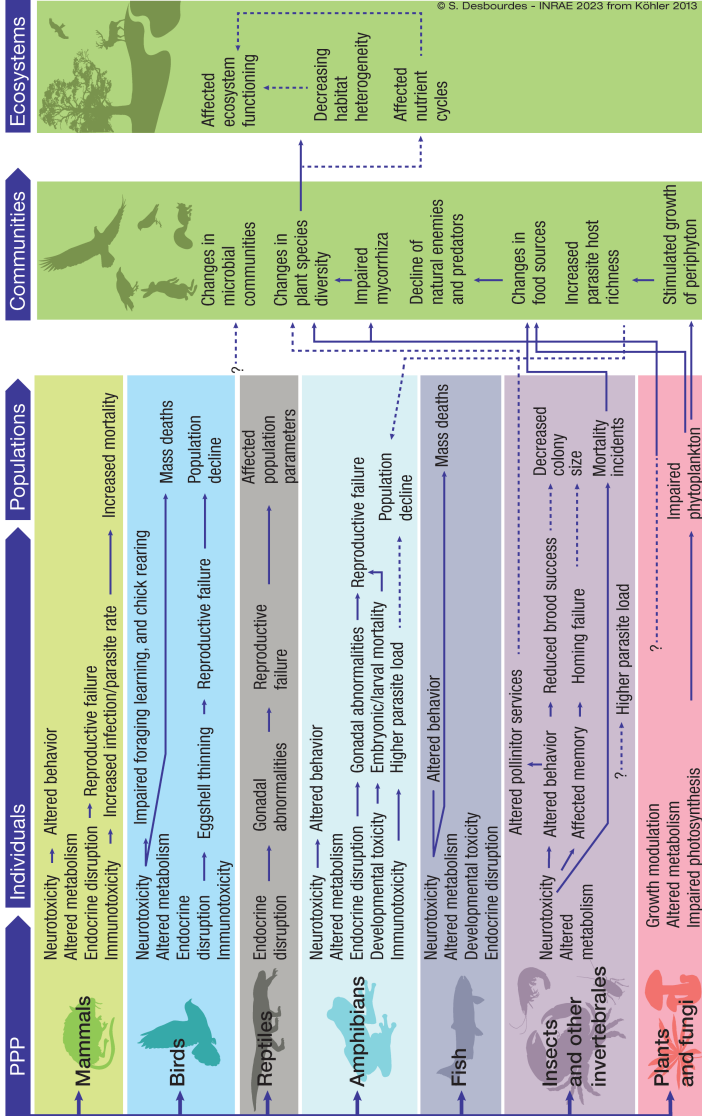 © S. Desbourdes - INRAE 2023 from Köhler 2013
PPP
Individuals
Populations
Communities
Ecosystems
Mammals
Neurotoxicity
Altered behavior
Altered metabolism
Endocrine disruption
Reproductive failure
Immunotoxicity
Increased infection/parasite rate
Increased mortality
Birds
Neurotoxicity
Impaired foraging learning, and chick rearing
Altered metabolism
Mass deaths
Endocrine
disruption
Eggshell thinning
Reproductive failure
Population
decline
Immunotoxicity
Reptiles
Endocrine
disruption
Gonadal
abnormalities
Reproductive
failure
Affected
population
parameters
Amphibians
Neurotoxicity
Altered behavior
Altered metabolism
Endocrine disruption
Gonadal abnormalities
Reproductive failure
Developmental toxicity
Embryonic/larval mortality
Immunotoxicity
Higher parasite load
Population
decline
Fish
Neurotoxicity
Altered behavior
Mass deaths
Altered metabolism
Developmental toxicity
Endocrine disruption
Insects
and other
invertebrales
Altered pollinitor services
Neurotoxicity
Altered behavior
Reduced brood success
Decreased
colony
size
Altered
metabolism
Affected memory
Homing failure
Mortality
incidents
?
Higher parasite load
Plants
and fungi
Growth modulation
Altered metabolism
Impaired photosynthesis
?
Impaired
phytoplankton
?
Changes in
microbial
communities
Changes in
plant species
diversity
Impaired
mycorrhiza
Decline of
natural enemies
and predators
Changes in
food sources
Increased
parasite host
richness
Stimulated growth
of periphyton
Affected
ecosystem
functioning
Decreasing
habitat
heterogeneity
Affected
nutrient
cycles